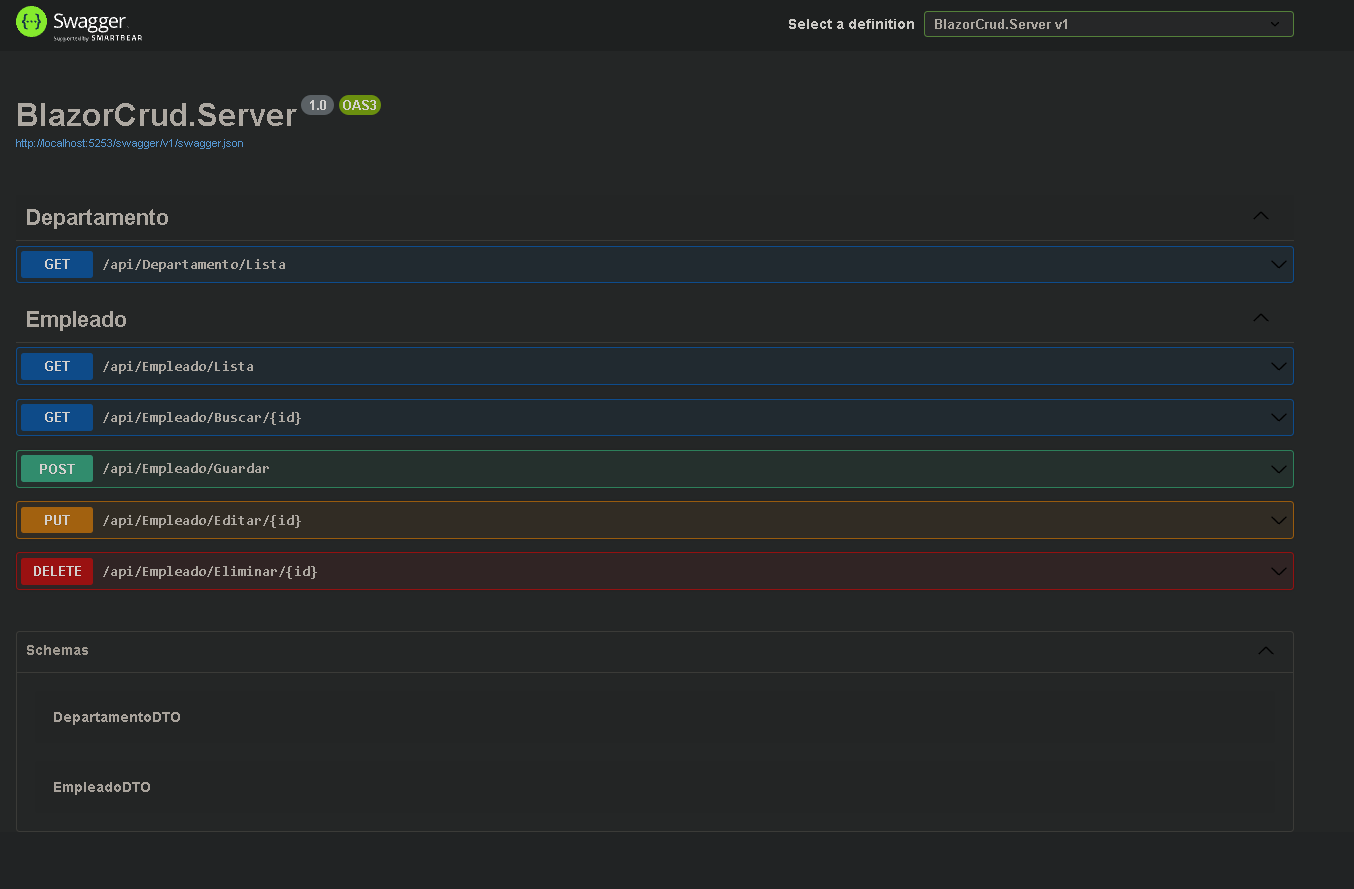 Swagger
Supported by SMARTBEAR
Select a definition
BlazorCrud.Server v1
BlazorCrud.Server 1.0 OAS3
http://localhost:5253/swagger/v1/swagger.json
Departamento
GET /api/Departamento/Lista
Empleado
GET /api/Empleado/Lista
GET /api/Empleado/Buscar/{id}
POST /api/Empleado/Guardar
PUT /api/Empleado/Editar/{id}
DELETE /api/Empleado/Eliminar/{id}
Schemas
DepartamentoDTO
EmpleadoDTO